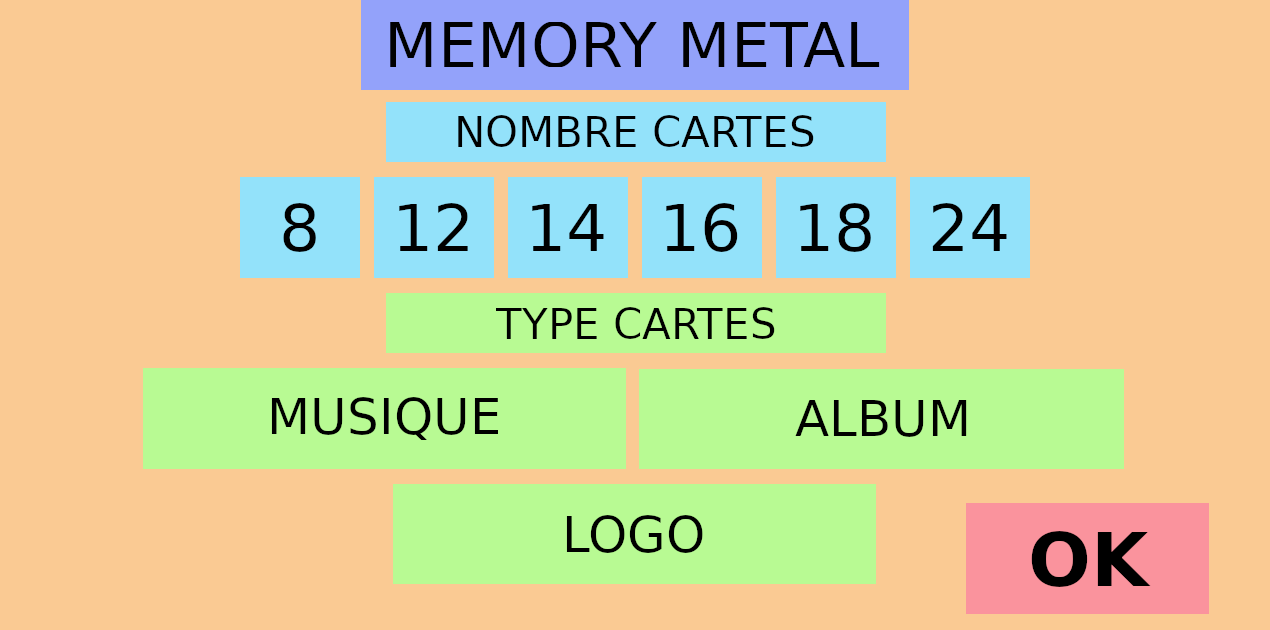 MEMORY METAL
NOMBRE CARTES
8 12 14 16 18 24
TYPE CARTES
MUSIQUE ALBUM
LOGO
OK